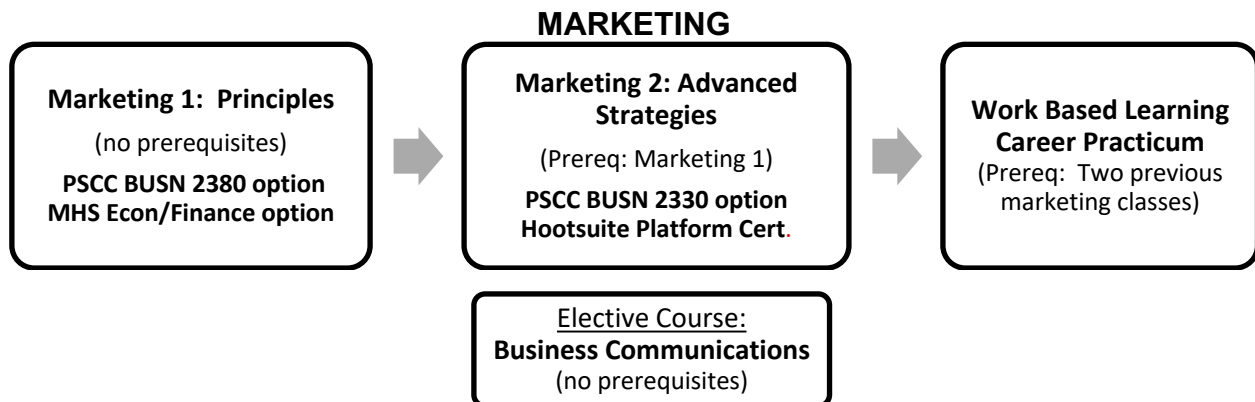 MARKETING
Marketing 1: Principles
(no prerequisites)
PSCC BUSN 2380 option
MHS Econ/Finance option
Marketing 2: Advanced
Strategies
(Prereq: Marketing 1)
PSCC BUSN 2330 option
Hootsuite Platform Cert.
Work Based Learning
Career Practicum
(Prereq: Two previous
marketing classes)
Elective Course:
Business Communications
(no prerequisites)